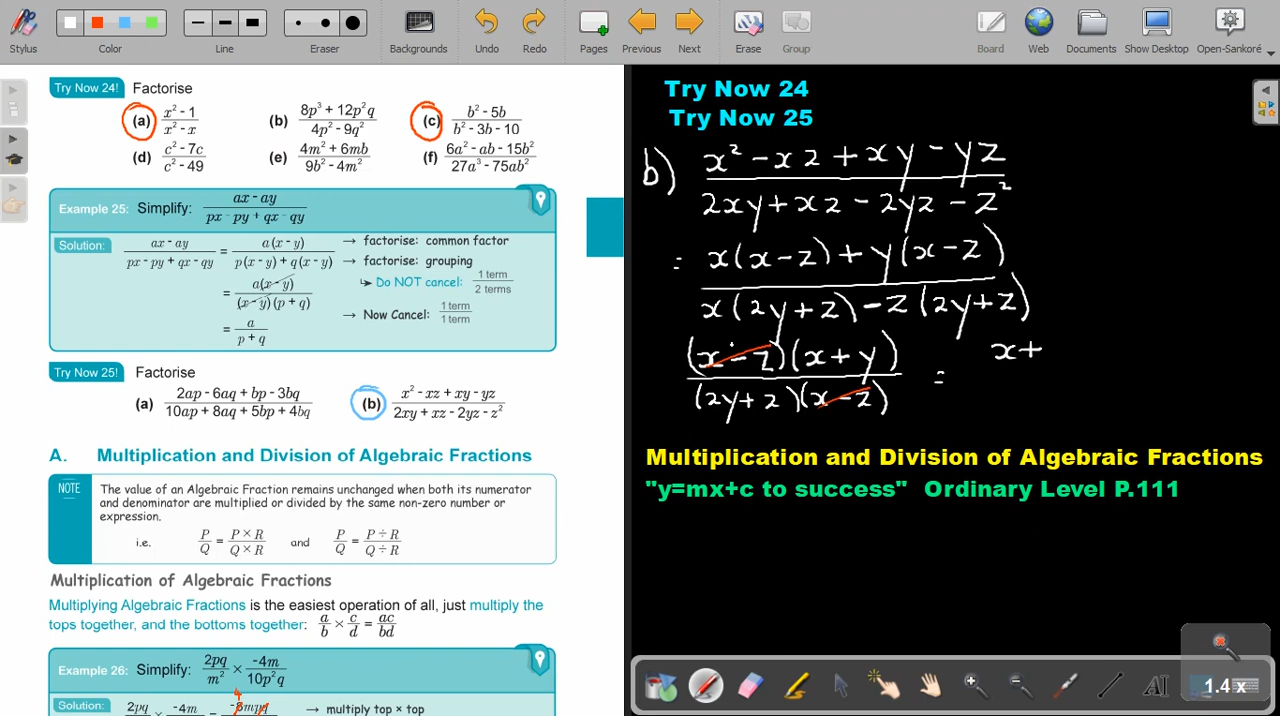 Stylus Color Line Eraser Backgrounds Undo Redo Pages Previous Next Erase Group Board Web Documents Show Desktop Open-Sankoré
Try Now 24! Factorise
(a) x² - 1 / x² - x (b) 8p³ + 12p²q / 4p² - 9q² (c) b² - 5b / b² - 3b - 10
(d) c² - 7c / c² - 49 (e) 4m² + 6mb / 9b² - 4m² (f) 6a² - ab - 15b² / 27a³ - 75ab²
Example 25: Simplify: ax - ay / px - py + qx - qy
Solution: ax - ay / px - py + qx - qy = a(x - y) / p(x - y) + q(x - y) → factorise: common factor
→ factorise: grouping
↳ Do NOT cancel: 1 term / 2 terms
= a(x - y) / (x - y)(p + q) → Now Cancel: 1 term / 1 term
= a / p + q
Try Now 25! Factorise
(a) 2ap - 6aq + bp - 3bq / 10ap + 8aq + 5bp + 4bq (b) x² - xz + xy - yz / 2xy + xz - 2yz - z²
A. Multiplication and Division of Algebraic Fractions
NOTE The value of an Algebraic Fraction remains unchanged when both its numerator
and denominator are multiplied or divided by the same non-zero number or
expression.
i.e. P / Q = P × R / Q × R and P / Q = P ÷ R / Q ÷ R
Multiplication of Algebraic Fractions
Multiplying Algebraic Fractions is the easiest operation of all, just multiply the
tops together, and the bottoms together: a / b × c / d = ac / bd
Example 26: Simplify: 2pq / m² × -4m / 10p²q
Solution: 2pq × -4m = -8mpq → multiply top × top
Try Now 24
Try Now 25
b) x² - xz + xy - yz / 2xy + xz - 2yz - z²
= x(x - z) + y(x - z) / x(2y + z) - z(2y + z)
(x - z)(x + y) / (2y + z)(x - z) = x+
Multiplication and Division of Algebraic Fractions
"y=mx+c to success" Ordinary Level P.111
1.4 x